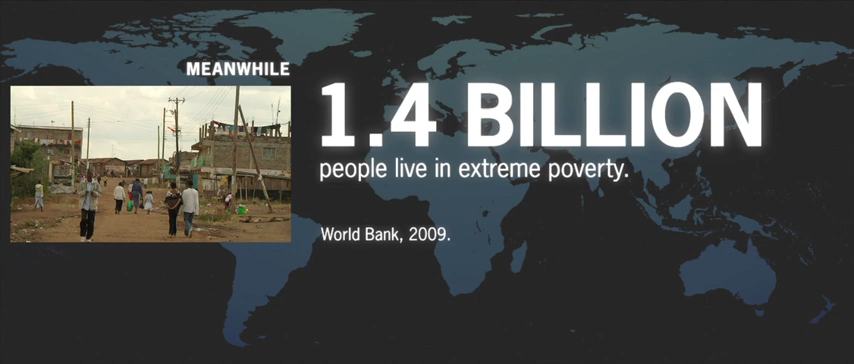 MEANWHILE
1.4 BILLION
people live in extreme poverty.
World Bank, 2009.